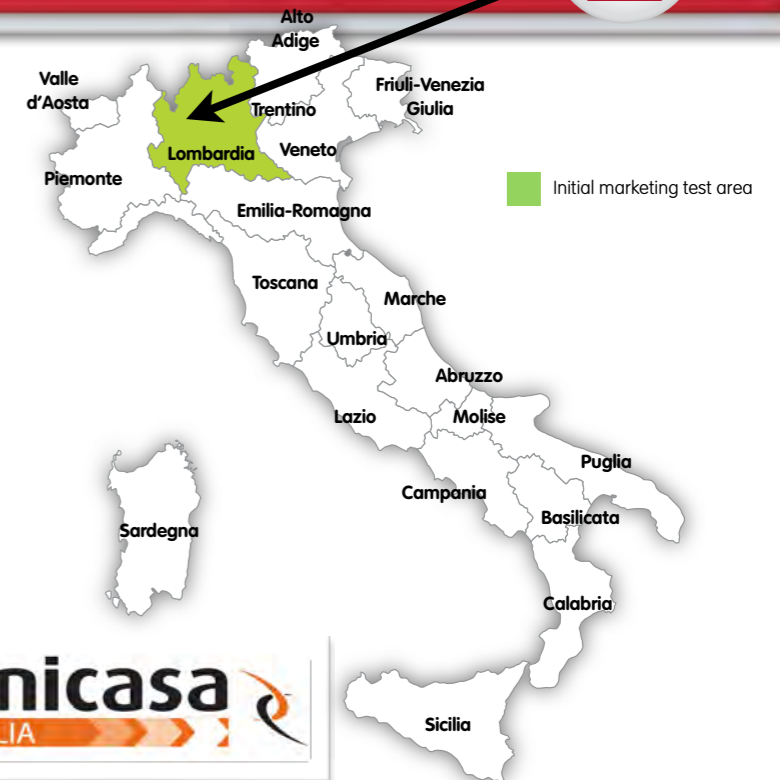 Alto
Adige
Valle
d'Aosta
Friuli-Venezia
Giulia
Trentino
Lombardia
Veneto
Piemonte
Initial marketing test area
Emilia-Romagna
Toscana
Marche
Umbria
Abruzzo
Lazio
Molise
Puglia
Campania
Basilicata
Sardegna
Calabria
nicasa
LIA
Sicilia